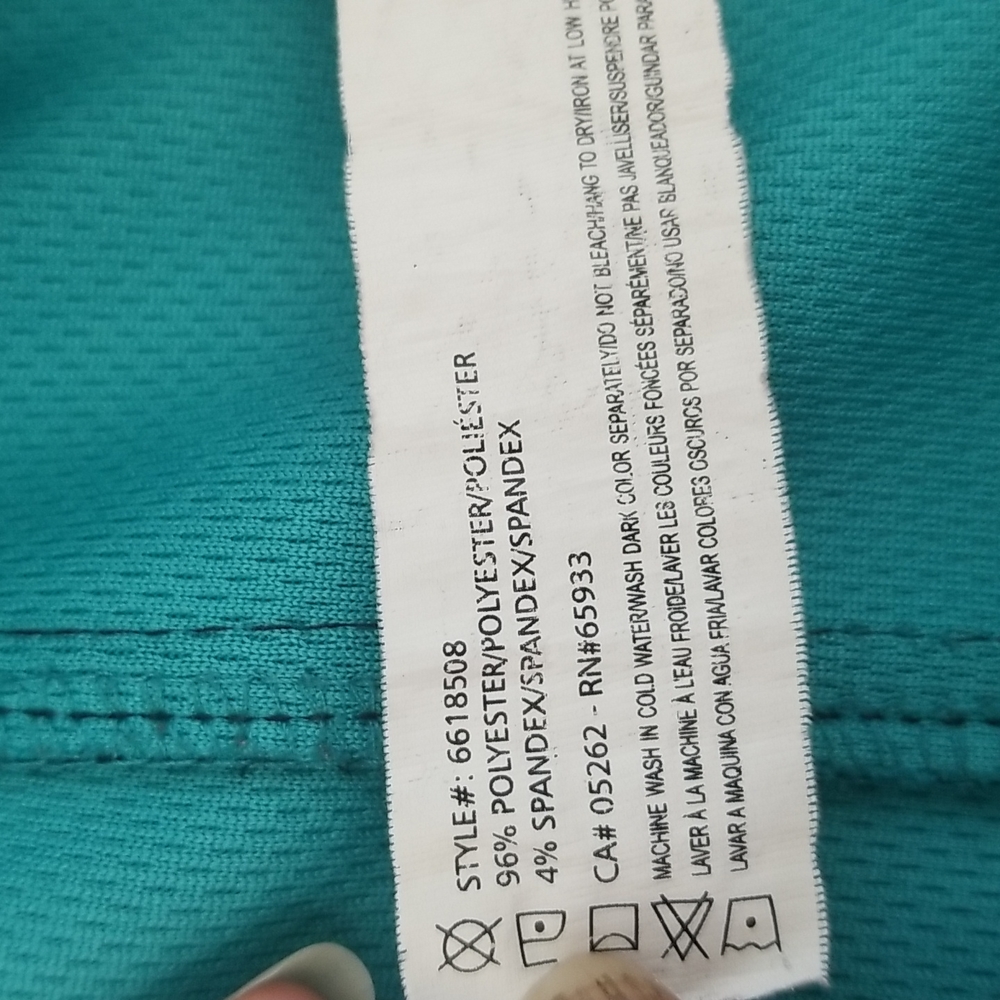 STYLE#: 6618508
96% POLYESTER/POLYESTER/POLIÉSTER
4% SPANDEX/SPANDEX/SPANDEX
CA# 05262 - RN#65933
MACHINE WASH IN COLD WATER/WASH DARK COLOR SEPARATELY/DO NOT BLEACH/HANG TO DRY/IRON AT LOW
LAVER À LA MACHINE À L'EAU FROIDE/LAVER LES COULEURS FONCÉES SÉPARÉMENT/NE PAS JAVELLISER/SUSPENDRE
LAVAR A MAQUINA CON AGUA FRIA/LAVAR COLORES OSCUROS POR SEPARADO/NO USAR BLANQUEADOR/GUINDAR PARA